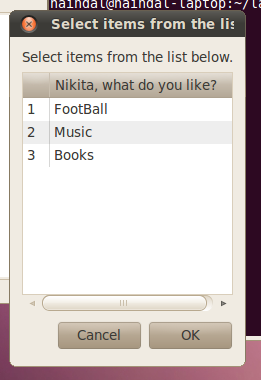 haindal@haindal-laptop:~/la
Select items from the lis
Select items from the list below.
Nikita, what do you like?
1 FootBall
2 Music
3 Books
Cancel OK